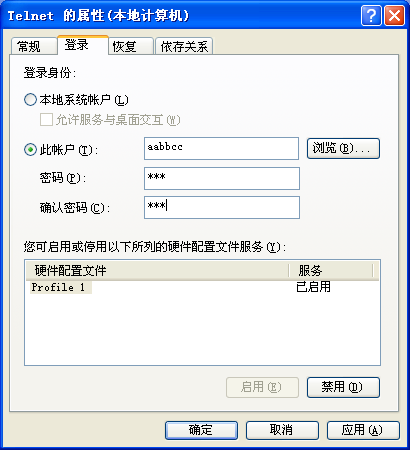 Telnet 的属性(本地计算机)
常规 登录 恢复 依存关系
登录身份:
本地系统帐户(L)
允许服务与桌面交互(W)
此帐户(T): aabbcc 浏览(B)...
密码(P): ***
确认密码(C): ***
您可启用或停用以下所列的硬件配置文件服务(Y):
硬件配置文件 服务
Profile 1 已启用
启用(E) 禁用(D)
确定 取消 应用(A)